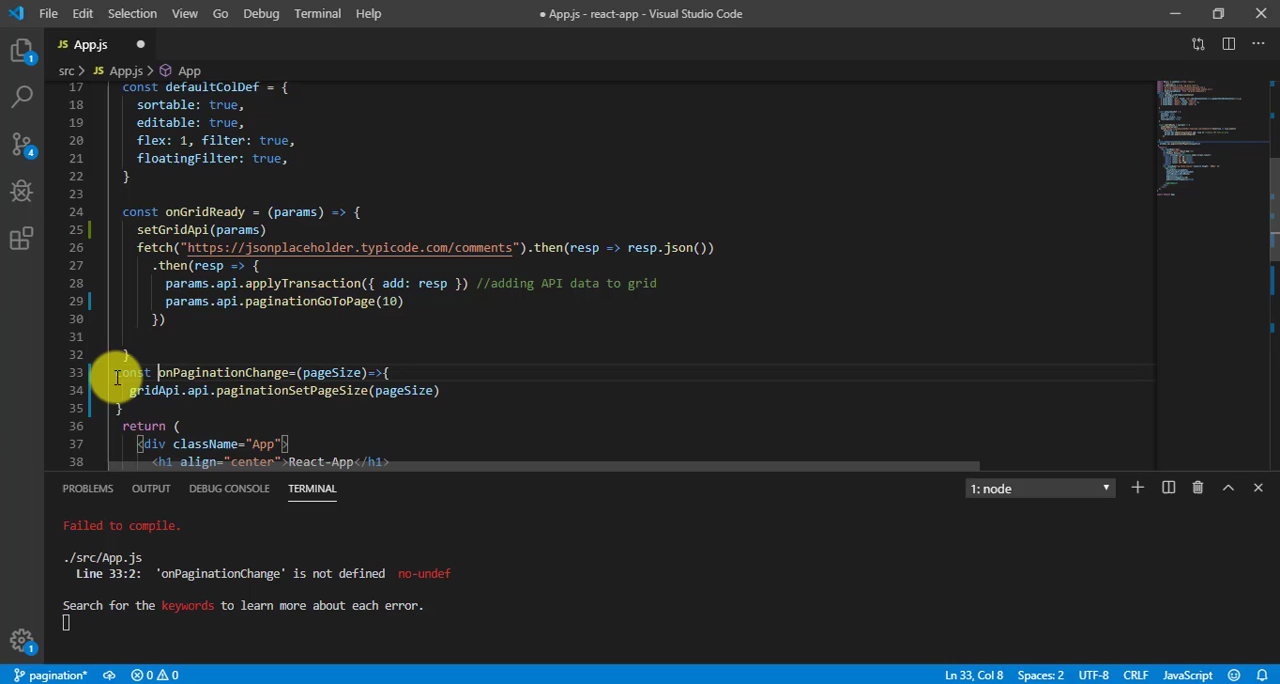 File Edit Selection View Go Debug Terminal Help ● App.js - react-app - Visual Studio Code
JS App.js ●
src > JS App.js > App
17 const defaultColDef = {
18 sortable: true,
19 editable: true,
20 flex: 1, filter: true,
21 floatingFilter: true,
22 }
23
24 const onGridReady = (params) => {
25 setGridApi(params)
26 fetch("https://jsonplaceholder.typicode.com/comments").then(resp => resp.json())
27 .then(resp => {
28 params.api.applyTransaction({ add: resp }) //adding API data to grid
29 params.api.paginationGoToPage(10)
30 })
31
32 }
33 const onPaginationChange=(pageSize)=>{
34 gridApi.api.paginationSetPageSize(pageSize)
35 }
36 return (
37 <div className="App">
38 <h1 align="center">React-App</h1>
PROBLEMS OUTPUT DEBUG CONSOLE TERMINAL 1: node
Failed to compile.
./src/App.js
Line 33:2: 'onPaginationChange' is not defined no-undef
Search for the keywords to learn more about each error.
1
4
1
pagination* 0 0 Ln 33, Col 8 Spaces: 2 UTF-8 CRLF JavaScript